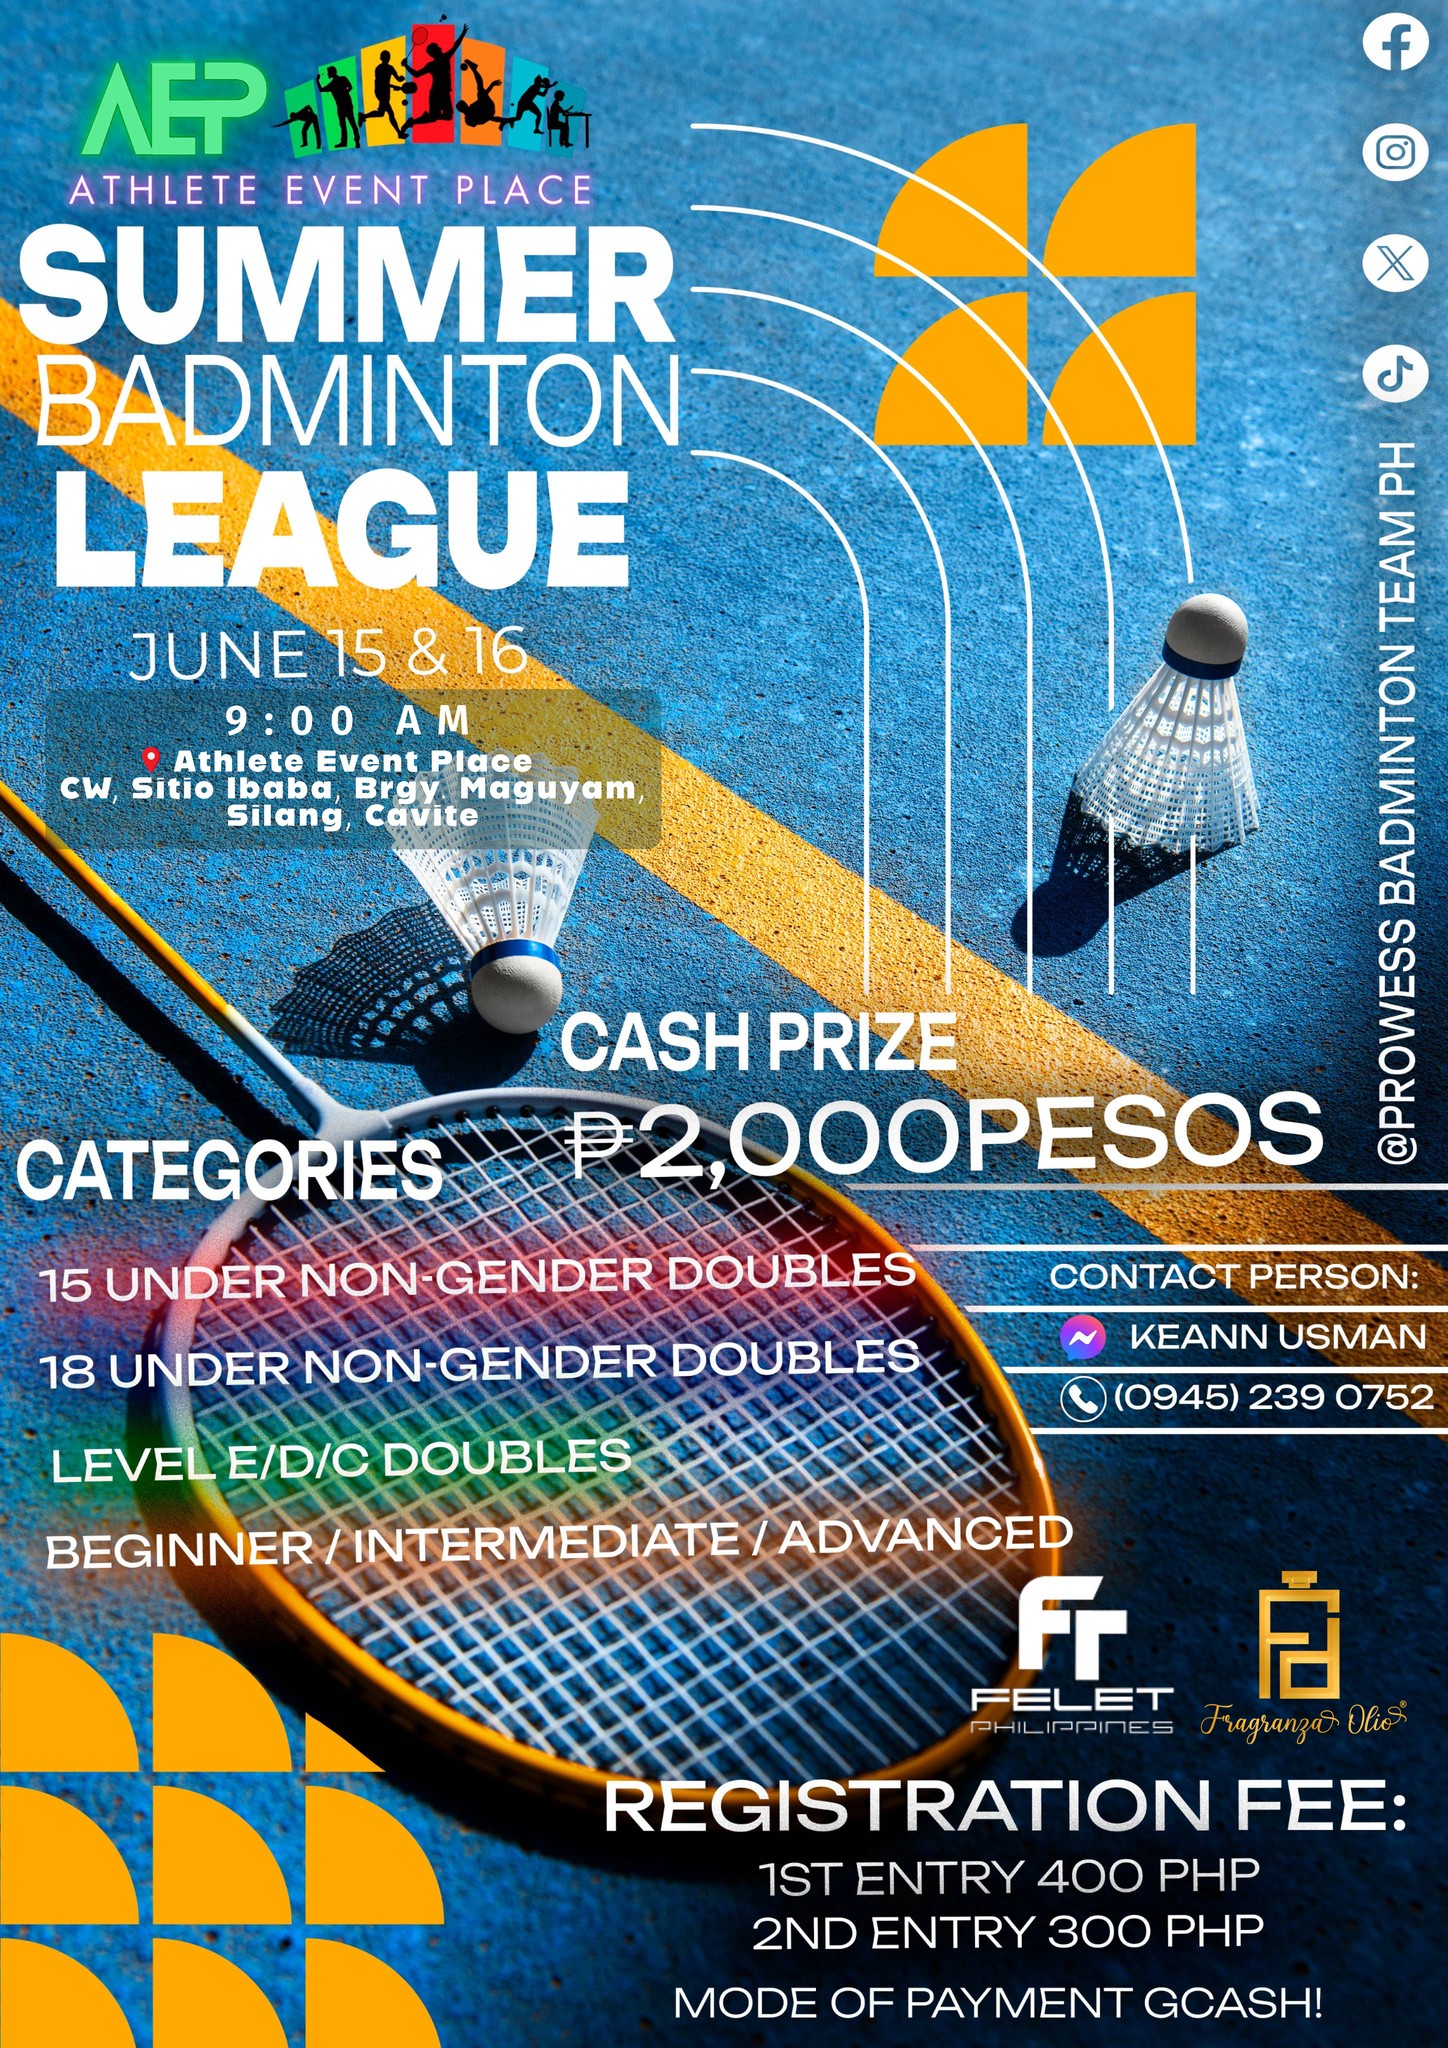 AEP
ATHLETE EVENT PLACE
SUMMER
BADMINTON
LEAGUE
JUNE 15 & 16
9:00 AM
Athlete Event Place
CW, Sitio Ibaba, Brgy. Maguyam,
Silang, Cavite
@PROWESS BADMINTON TEAM PH
CASH PRIZE
₱2,000PESOS
CATEGORIES
15 UNDER NON-GENDER DOUBLES
18 UNDER NON-GENDER DOUBLES
LEVEL E/D/C DOUBLES
BEGINNER / INTERMEDIATE / ADVANCED
CONTACT PERSON:
KEANN USMAN
(0945) 239 0752
FELET
PHILIPPINES
Fragranza Olio®
REGISTRATION FEE:
1ST ENTRY 400 PHP
2ND ENTRY 300 PHP
MODE OF PAYMENT GCASH!